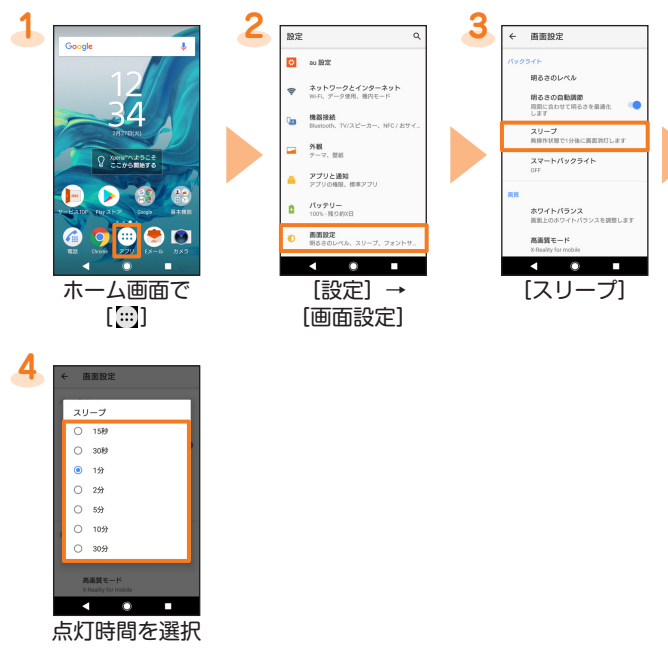 1
Google
12
34
2月27日(火)
Xperia™へようこそ
ここから開始する
サービスTOP Play ストア Google 基本機能
電話 Chrome アプリ Eメール カメラ
ホーム画面で
[ ]
2
設定
au 設定
ネットワークとインターネット
Wi-Fi、データ使用、機内モード
機器接続
Bluetooth、TV/スピーカー、NFC / おサイ...
外観
テーマ、壁紙
アプリと通知
アプリの権限、標準アプリ
バッテリー
100% - 残り約X日
画面設定
明るさのレベル、スリープ、フォントサ...
[設定] →
[画面設定]
3
← 画面設定
バックライト
明るさのレベル
明るさの自動調節
周囲に合わせて明るさを最適化
します
スリープ
無操作状態で1分後に画面消灯します
スマートバックライト
OFF
画質
ホワイトバランス
画面上のホワイトバランスを調整します
高画質モード
X-Reality for mobile
[スリープ]
4
← 画面設定
スリープ
15秒
30秒
1分
2分
5分
10分
30分
高画質モード
X-Reality for mobile
点灯時間を選択